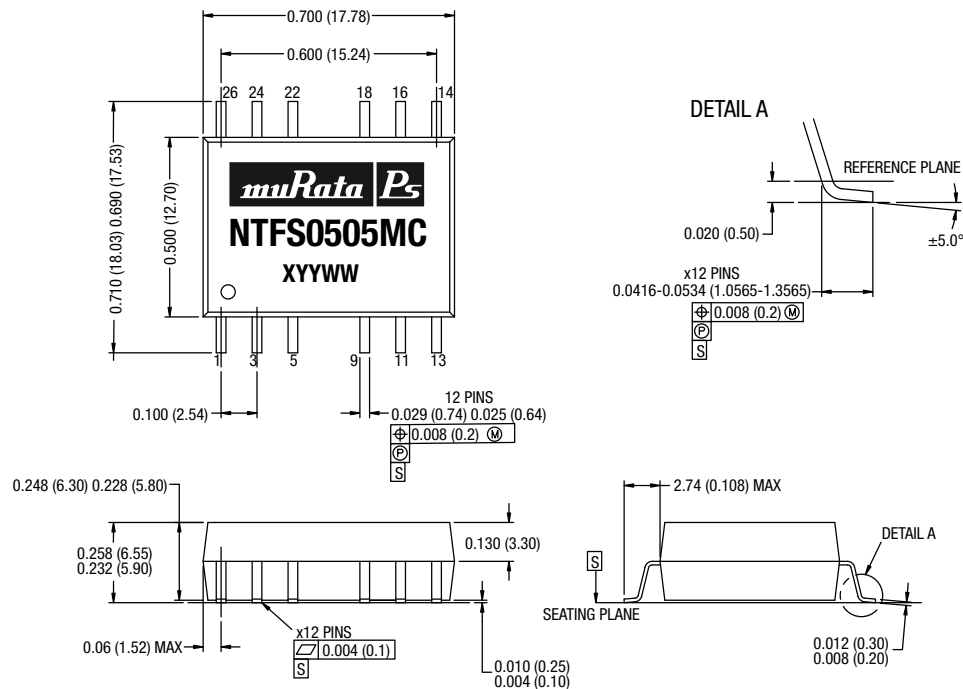 0.700 (17.78)
0.600 (15.24)
26 24 22 18 16 14
0.710 (18.03) 0.690 (17.53)
0.500 (12.70)
muRata Ps
NTFS0505MC
XYYWW
1 3 5 9 11 13
0.100 (2.54)
12 PINS
0.029 (0.74) 0.025 (0.64)
⌖ 0.008 (0.2) Ⓜ
Ⓟ
S
DETAIL A
REFERENCE PLANE
0.020 (0.50)
±5.0°
x12 PINS
0.0416-0.0534 (1.0565-1.3565)
⌖ 0.008 (0.2) Ⓜ
Ⓟ
S
0.248 (6.30) 0.228 (5.80)
0.258 (6.55)
0.232 (5.90)
0.130 (3.30)
0.06 (1.52) MAX
x12 PINS
⏥ 0.004 (0.1)
S
0.010 (0.25)
0.004 (0.10)
2.74 (0.108) MAX
DETAIL A
S
SEATING PLANE
0.012 (0.30)
0.008 (0.20)